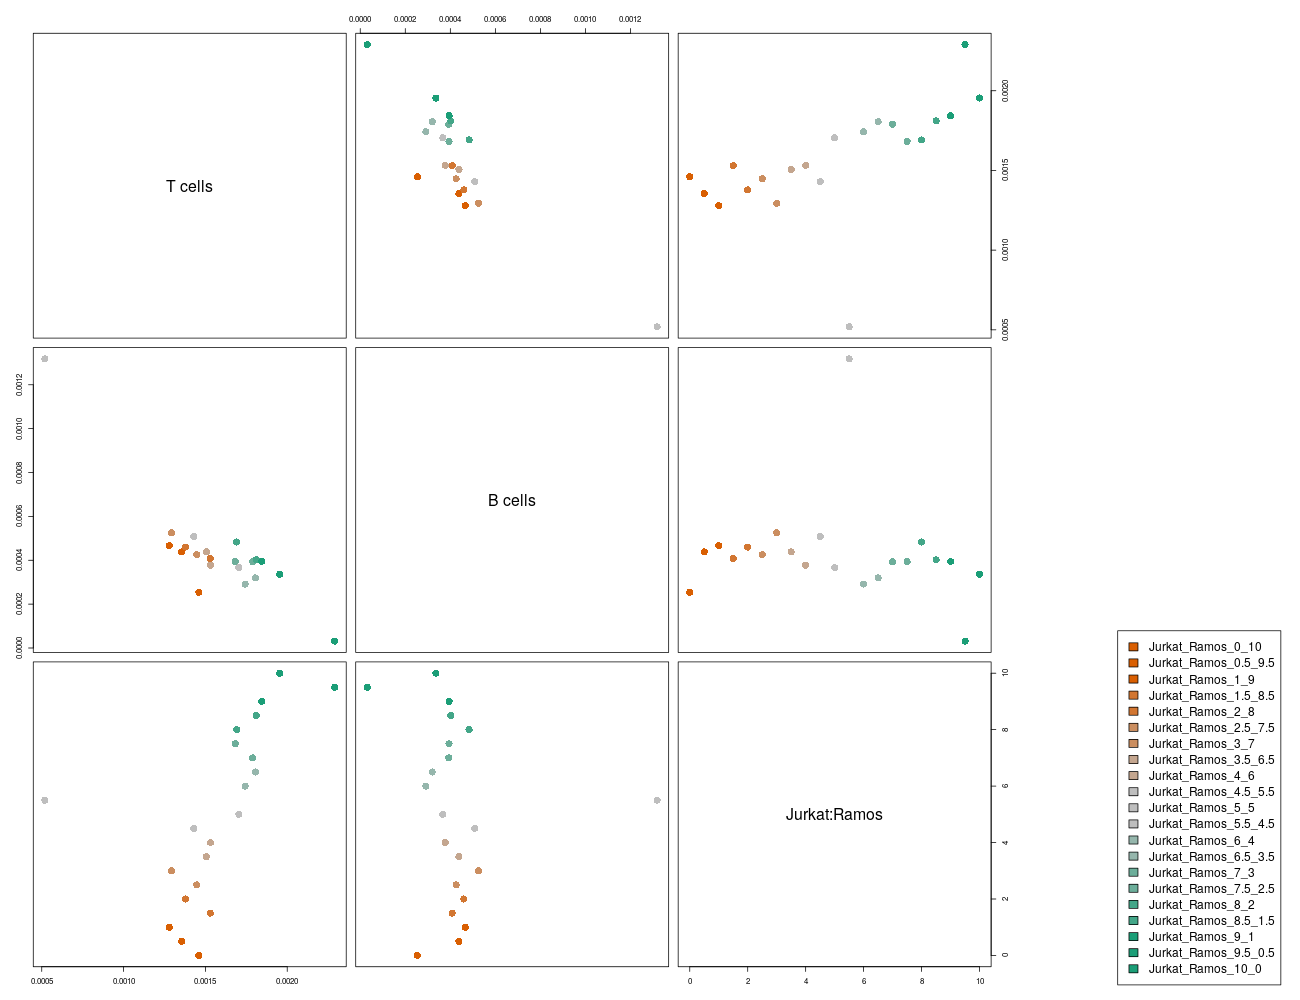 0.0000 0.0002 0.0004 0.0006 0.0008 0.0010 0.0012
T cells
0.0005 0.0010 0.0015 0.0020
0.0000 0.0002 0.0004 0.0006 0.0008 0.0010 0.0012
B cells
Jurkat:Ramos
0 2 4 6 8 10
0.0005 0.0010 0.0015 0.0020
0 2 4 6 8 10
Jurkat_Ramos_0_10
Jurkat_Ramos_0.5_9.5
Jurkat_Ramos_1_9
Jurkat_Ramos_1.5_8.5
Jurkat_Ramos_2_8
Jurkat_Ramos_2.5_7.5
Jurkat_Ramos_3_7
Jurkat_Ramos_3.5_6.5
Jurkat_Ramos_4_6
Jurkat_Ramos_4.5_5.5
Jurkat_Ramos_5_5
Jurkat_Ramos_5.5_4.5
Jurkat_Ramos_6_4
Jurkat_Ramos_6.5_3.5
Jurkat_Ramos_7_3
Jurkat_Ramos_7.5_2.5
Jurkat_Ramos_8_2
Jurkat_Ramos_8.5_1.5
Jurkat_Ramos_9_1
Jurkat_Ramos_9.5_0.5
Jurkat_Ramos_10_0